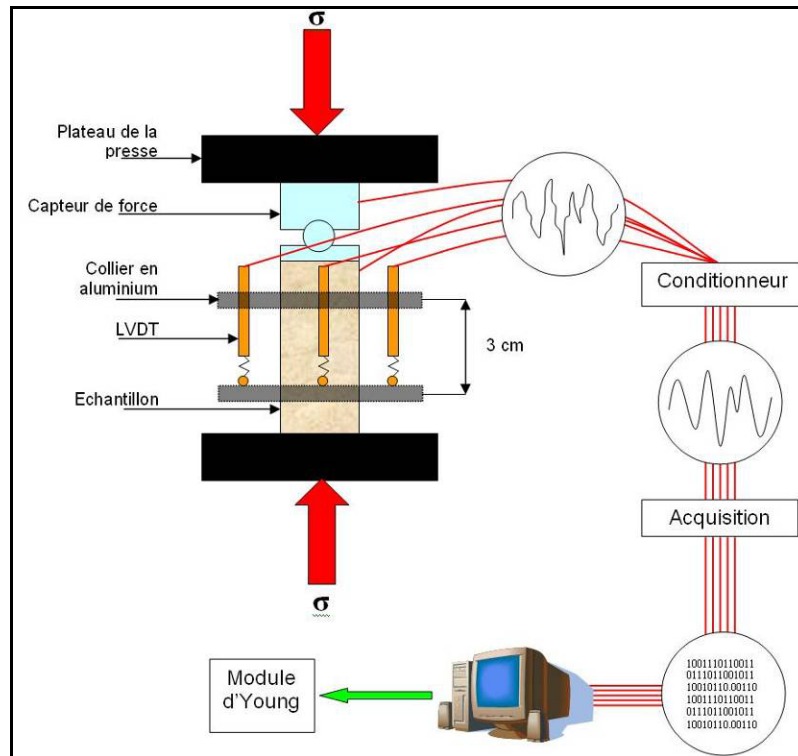 σ
Plateau de la
presse
Capteur de force
Collier en
aluminium
LVDT
Echantillon
3 cm
σ
Conditionneur
Acquisition
1001110110011
0111011001011
10010110.00110
1001110110011
0111011001011
10010110.00110
Module
d'Young